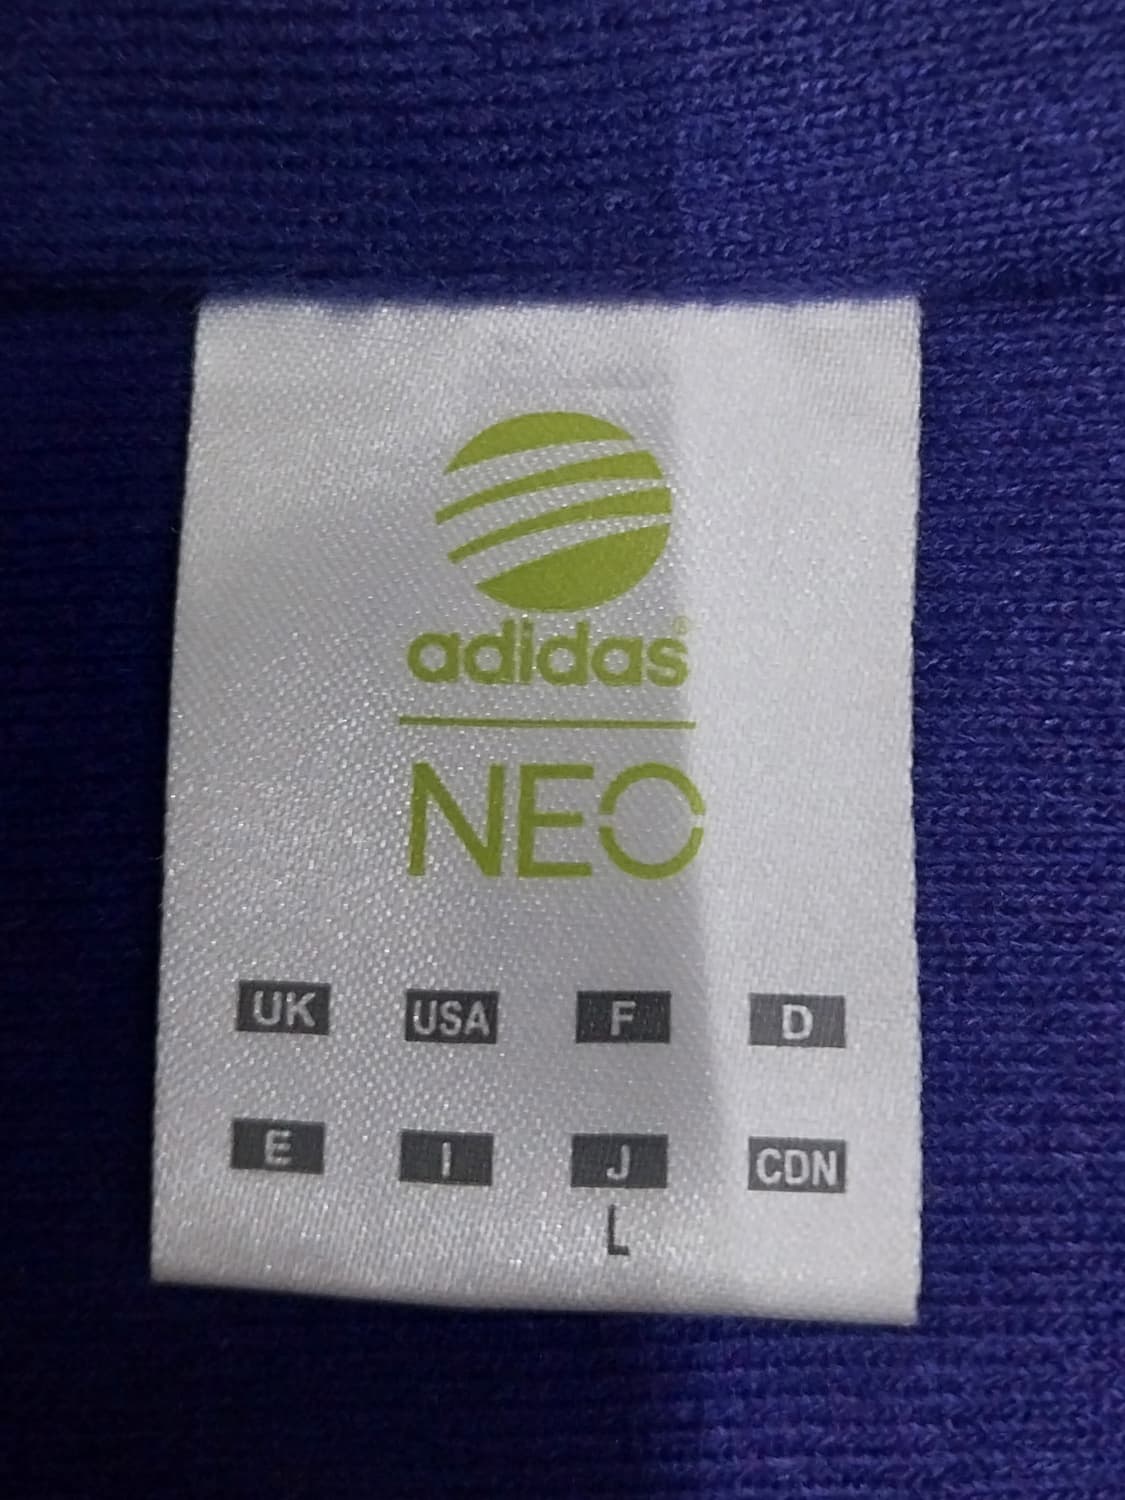 adidas®
NEO
UK USA F D
E I J CDN
L